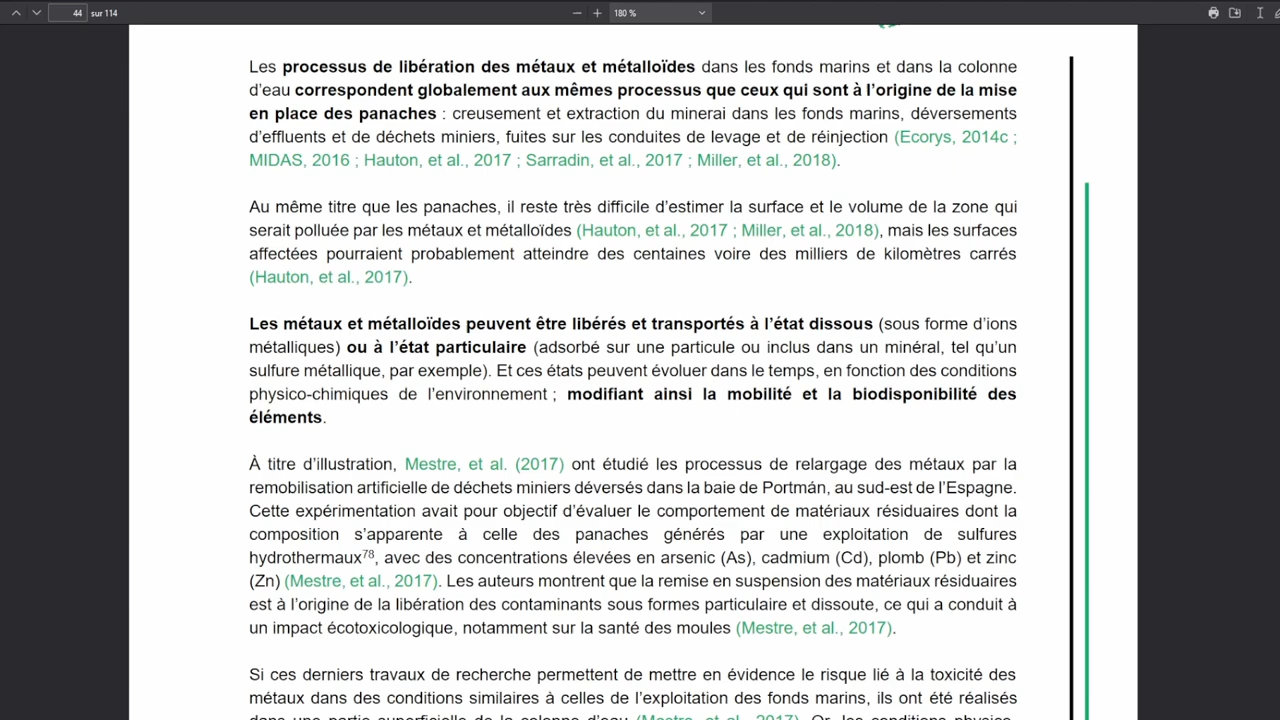 44 sur 114
180 %
Les processus de libération des métaux et métalloïdes dans les fonds marins et dans la colonne
d’eau correspondent globalement aux mêmes processus que ceux qui sont à l’origine de la mise
en place des panaches : creusement et extraction du minerai dans les fonds marins, déversements
d’effluents et de déchets miniers, fuites sur les conduites de levage et de réinjection (Ecorys, 2014c ;
MIDAS, 2016 ; Hauton, et al., 2017 ; Sarradin, et al., 2017 ; Miller, et al., 2018).
Au même titre que les panaches, il reste très difficile d’estimer la surface et le volume de la zone qui
serait polluée par les métaux et métalloïdes (Hauton, et al., 2017 ; Miller, et al., 2018), mais les surfaces
affectées pourraient probablement atteindre des centaines voire des milliers de kilomètres carrés
(Hauton, et al., 2017).
Les métaux et métalloïdes peuvent être libérés et transportés à l’état dissous (sous forme d’ions
métalliques) ou à l’état particulaire (adsorbé sur une particule ou inclus dans un minéral, tel qu’un
sulfure métallique, par exemple). Et ces états peuvent évoluer dans le temps, en fonction des conditions
physico-chimiques de l’environnement ; modifiant ainsi la mobilité et la biodisponibilité des
éléments.
À titre d’illustration, Mestre, et al. (2017) ont étudié les processus de relargage des métaux par la
remobilisation artificielle de déchets miniers déversés dans la baie de Portmán, au sud-est de l’Espagne.
Cette expérimentation avait pour objectif d’évaluer le comportement de matériaux résiduaires dont la
composition s’apparente à celle des panaches générés par une exploitation de sulfures
hydrothermaux78, avec des concentrations élevées en arsenic (As), cadmium (Cd), plomb (Pb) et zinc
(Zn) (Mestre, et al., 2017). Les auteurs montrent que la remise en suspension des matériaux résiduaires
est à l’origine de la libération des contaminants sous formes particulaire et dissoute, ce qui a conduit à
un impact écotoxicologique, notamment sur la santé des moules (Mestre, et al., 2017).
Si ces derniers travaux de recherche permettent de mettre en évidence le risque lié à la toxicité des
métaux dans des conditions similaires à celles de l’exploitation des fonds marins, ils ont été réalisés
dans une partie superficielle de la colonne d’eau (Mestre, et al., 2017). Or, les conditions physico-